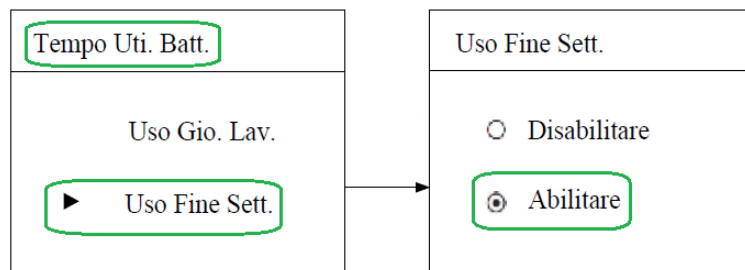 Tempo Uti. Batt.
Uso Gio. Lav.
Uso Fine Sett.
Uso Fine Sett.
Disabilitare
Abilitare